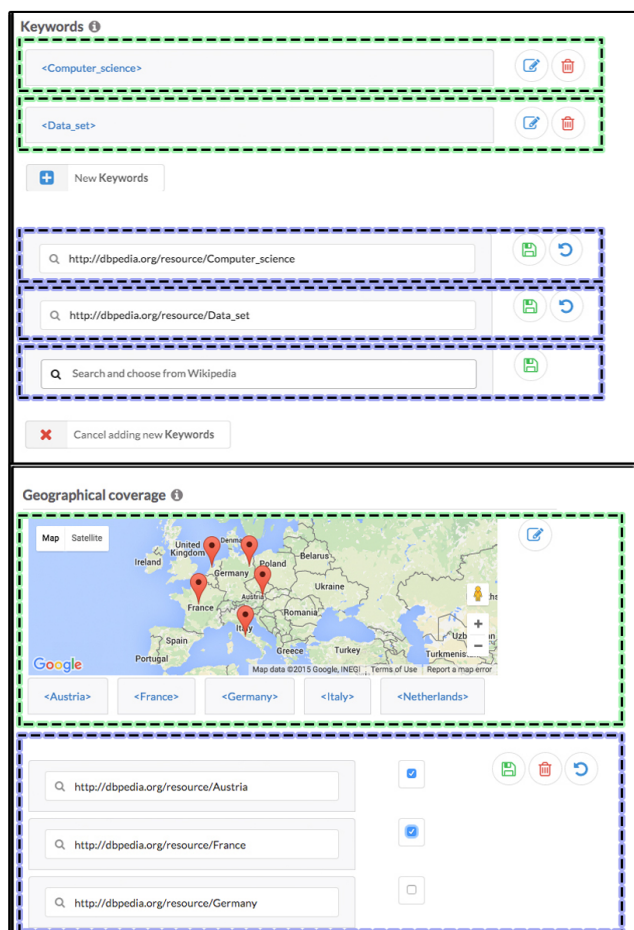 Keywords
<Computer_science>
<Data_set>
New Keywords
http://dbpedia.org/resource/Computer_science
http://dbpedia.org/resource/Data_set
Search and choose from Wikipedia
Cancel adding new Keywords
Geographical coverage
Map Satellite
United Kingdom
Ireland
Belarus
Germany
Poland
Ukraine
Austria
France
Romania
Italy
Spain
Portugal
Greece
Turkey
Google
Map data ©2015 Google, INEGI Terms of Use Report a map error
<Austria> <France> <Germany> <Italy> <Netherlands>
http://dbpedia.org/resource/Austria
http://dbpedia.org/resource/France
http://dbpedia.org/resource/Germany